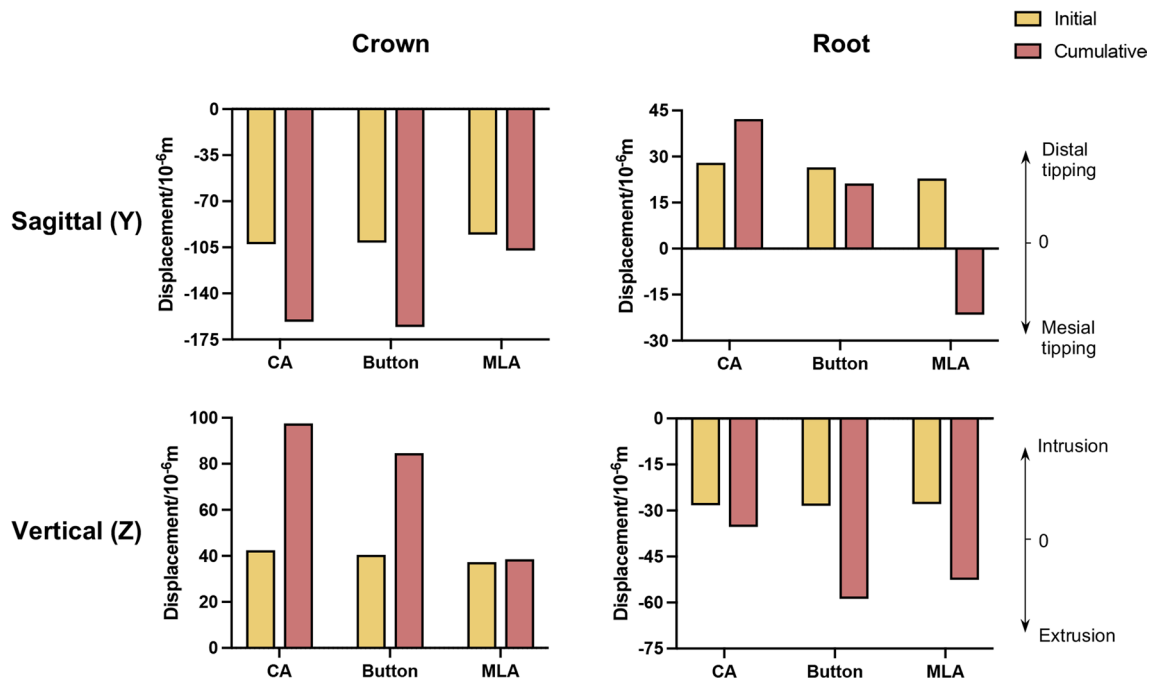 Crown
Root
Initial
Cumulative
Sagittal (Y)
Displacement/10⁻⁶m
0
-35
-70
-105
-140
-175
CA
Button
MLA
Displacement/10⁻⁶m
45
30
15
0
-15
-30
CA
Button
MLA
Distal
tipping
0
Mesial
tipping
Vertical (Z)
Displacement/10⁻⁶m
100
80
60
40
20
0
CA
Button
MLA
Displacement/10⁻⁶m
0
-15
-30
-45
-60
-75
CA
Button
MLA
Intrusion
0
Extrusion